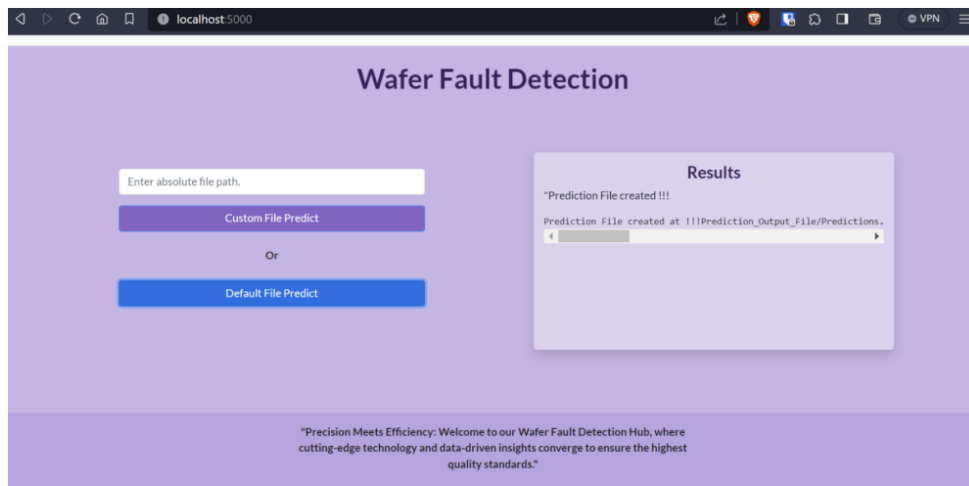 localhost:5000
VPN
Wafer Fault Detection
Enter absolute file path.
Custom File Predict
Or
Default File Predict
Results
"Prediction File created !!!
Prediction File created at !!!Prediction_Output_File/Predictions.
"Precision Meets Efficiency: Welcome to our Wafer Fault Detection Hub, where
cutting-edge technology and data-driven insights converge to ensure the highest
quality standards."